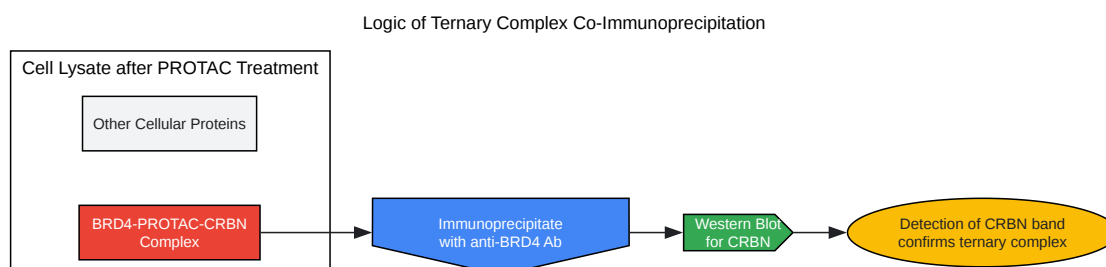 Logic of Ternary Complex Co-Immunoprecipitation
Cell Lysate after PROTAC Treatment
Other Cellular Proteins
BRD4-PROTAC-CRBN
Complex
Immunoprecipitate
with anti-BRD4 Ab
Western Blot
for CRBN
Detection of CRBN band
confirms ternary complex